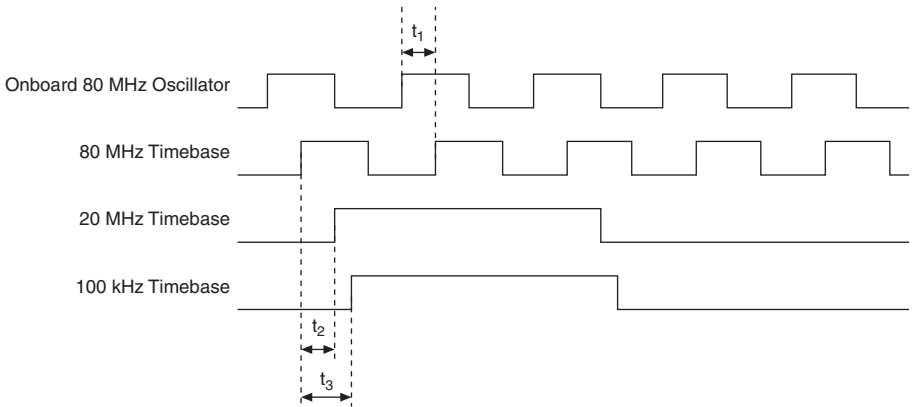 t₁
Onboard 80 MHz Oscillator
80 MHz Timebase
20 MHz Timebase
100 kHz Timebase
t₂
t₃